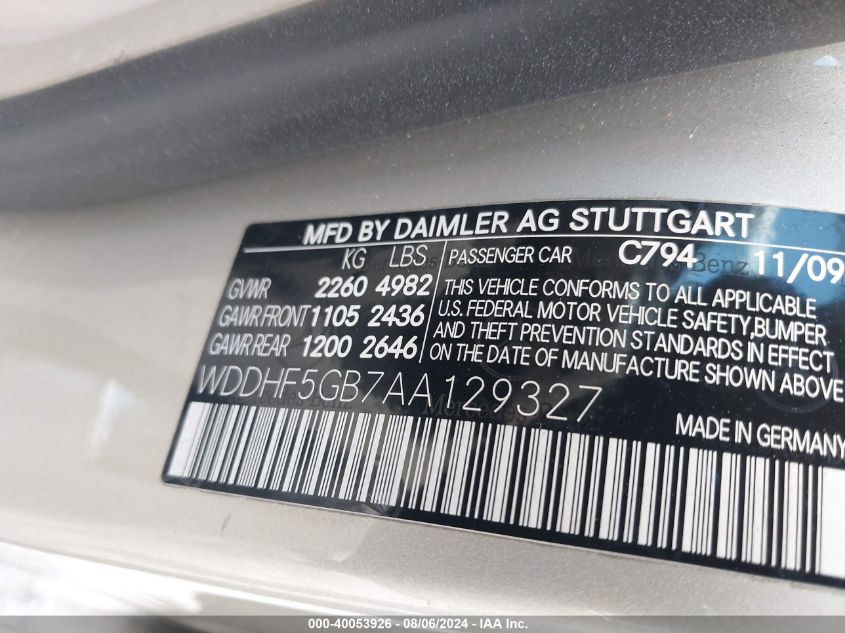 MFD BY DAIMLER AG STUTTGART
KG LBS
GVWR 2260 4982
GAWR FRONT 1105 2436
GAWR REAR 1200 2646
PASSENGER CAR C794 11/09
THIS VEHICLE CONFORMS TO ALL APPLICABLE
U.S. FEDERAL MOTOR VEHICLE SAFETY,BUMPER
AND THEFT PREVENTION STANDARDS IN EFFECT
ON THE DATE OF MANUFACTURE SHOWN ABOVE
WDDHF5GB7AA129327
MADE IN GERMANY
000-40053926 - 08/06/2024 - IAA Inc.